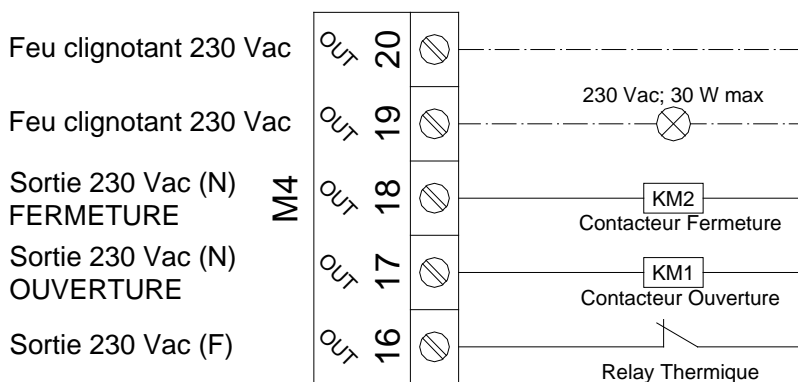 Feu clignotant 230 Vac OUT 20
230 Vac; 30 W max
Feu clignotant 230 Vac OUT 19
Sortie 230 Vac (N)
FERMETURE
M4
OUT 18
KM2
Contacteur Fermeture
Sortie 230 Vac (N)
OUVERTURE
OUT 17
KM1
Contacteur Ouverture
Sortie 230 Vac (F) OUT 16
Relay Thermique